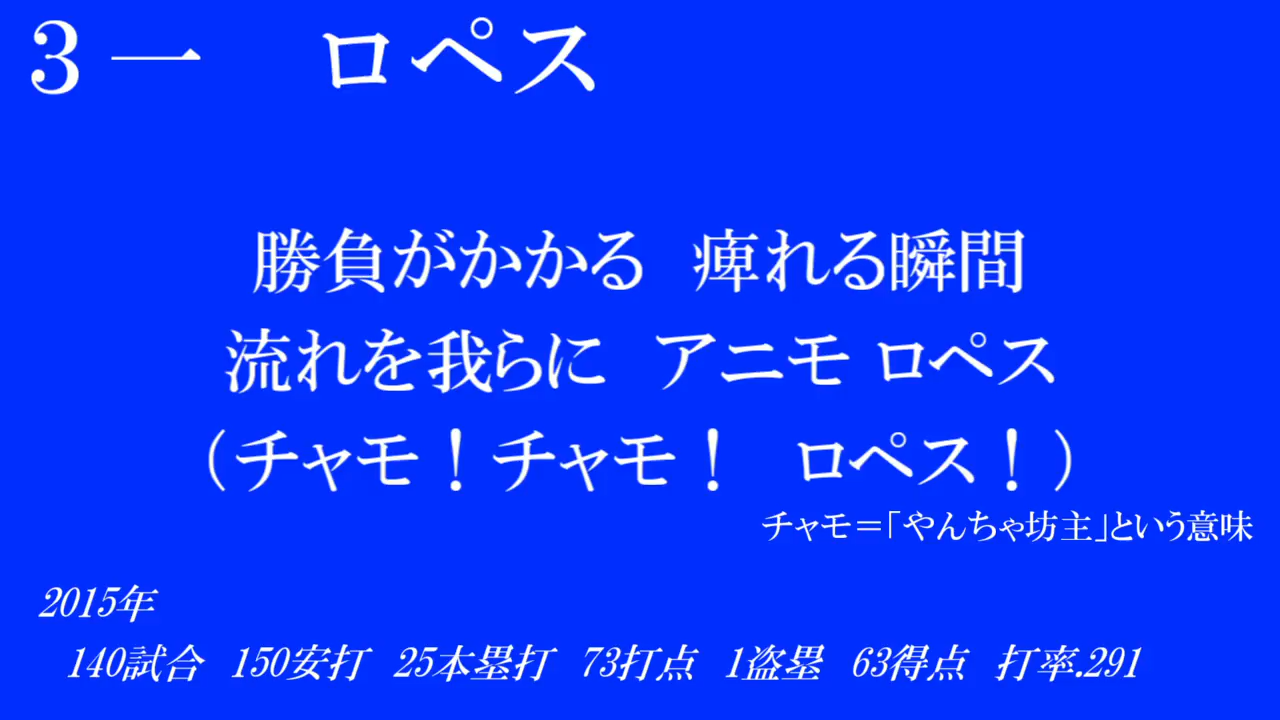 3 一　ロペス
勝負がかかる　痺れる瞬間
流れを我らに　アニモ ロペス
（チャモ！チャモ！　ロペス！）
チャモ＝「やんちゃ坊主」という意味
2015年
140試合　150安打　25本塁打　73打点　1盗塁　63得点　打率.291